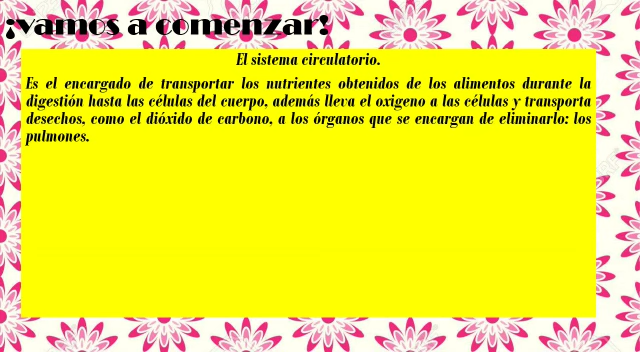 ¡vamos a comenzar!
El sistema circulatorio.
Es el encargado de transportar los nutrientes obtenidos de los alimentos durante la
digestión hasta las células del cuerpo, además lleva el oxigeno a las células y transporta
desechos, como el dióxido de carbono, a los órganos que se encargan de eliminarlo: los
pulmones.